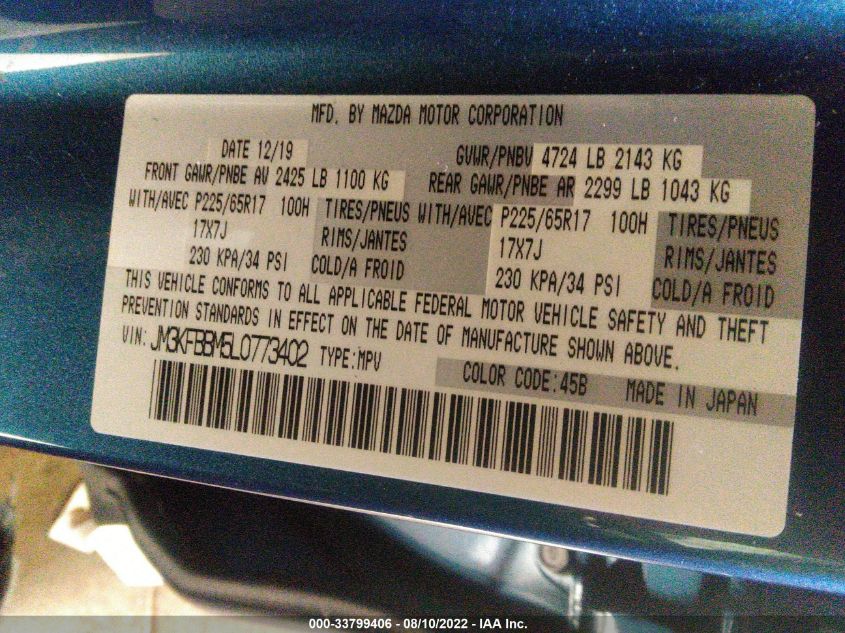 MFD. BY MAZDA MOTOR CORPORATION
DATE 12/19 GVWR/PNBV 4724 LB 2143 KG
FRONT GAWR/PNBE AV 2425 LB 1100 KG REAR GAWR/PNBE AR 2299 LB 1043 KG
WITH/AVEC P225/65R17 100H TIRES/PNEUS WITH/AVEC P225/65R17 100H TIRES/PNEUS
17X7J RIMS/JANTES 17X7J RIMS/JANTES
230 KPA/34 PSI COLD/A FROID 230 KPA/34 PSI COLD/A FROID
THIS VEHICLE CONFORMS TO ALL APPLICABLE FEDERAL MOTOR VEHICLE SAFETY AND THEFT
PREVENTION STANDARDS IN EFFECT ON THE DATE OF MANUFACTURE SHOWN ABOVE.
VIN: JM3KFBBM5L0773402 TYPE:MPV
COLOR CODE:45B MADE IN JAPAN
000-33799406 - 08/10/2022 - IAA Inc.